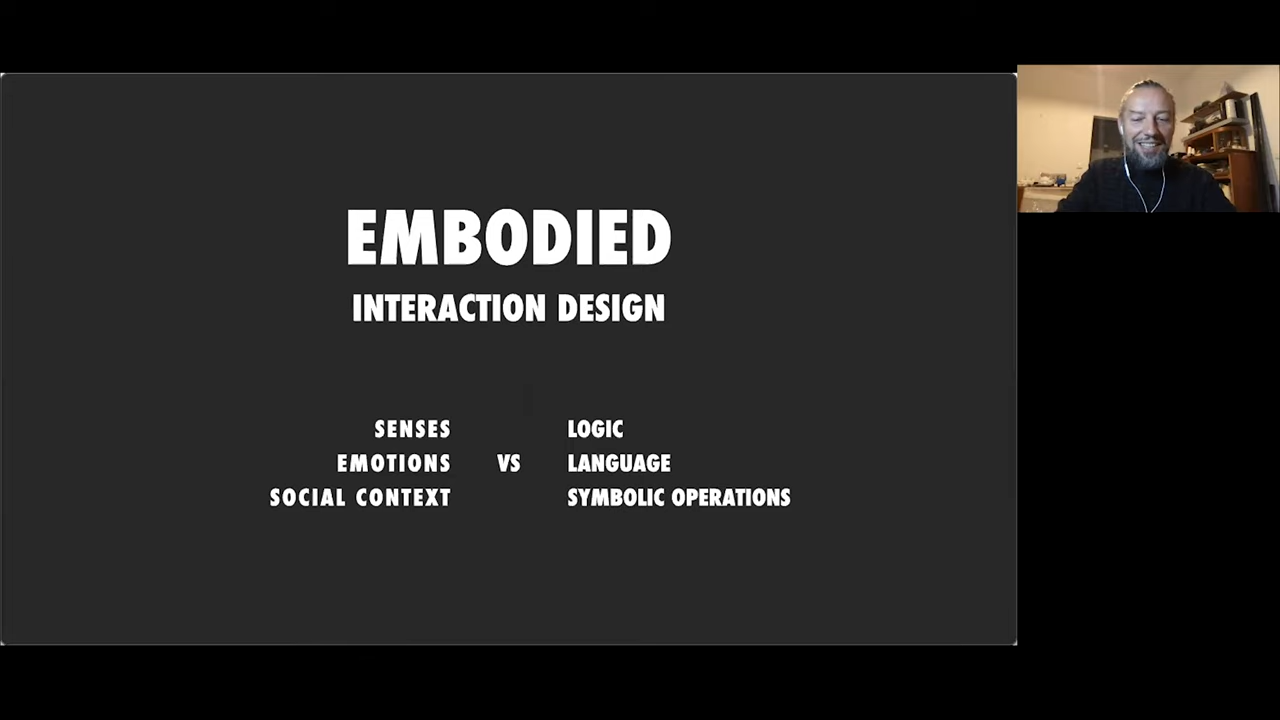 EMBODIED
INTERACTION DESIGN
SENSES LOGIC
EMOTIONS VS LANGUAGE
SOCIAL CONTEXT SYMBOLIC OPERATIONS